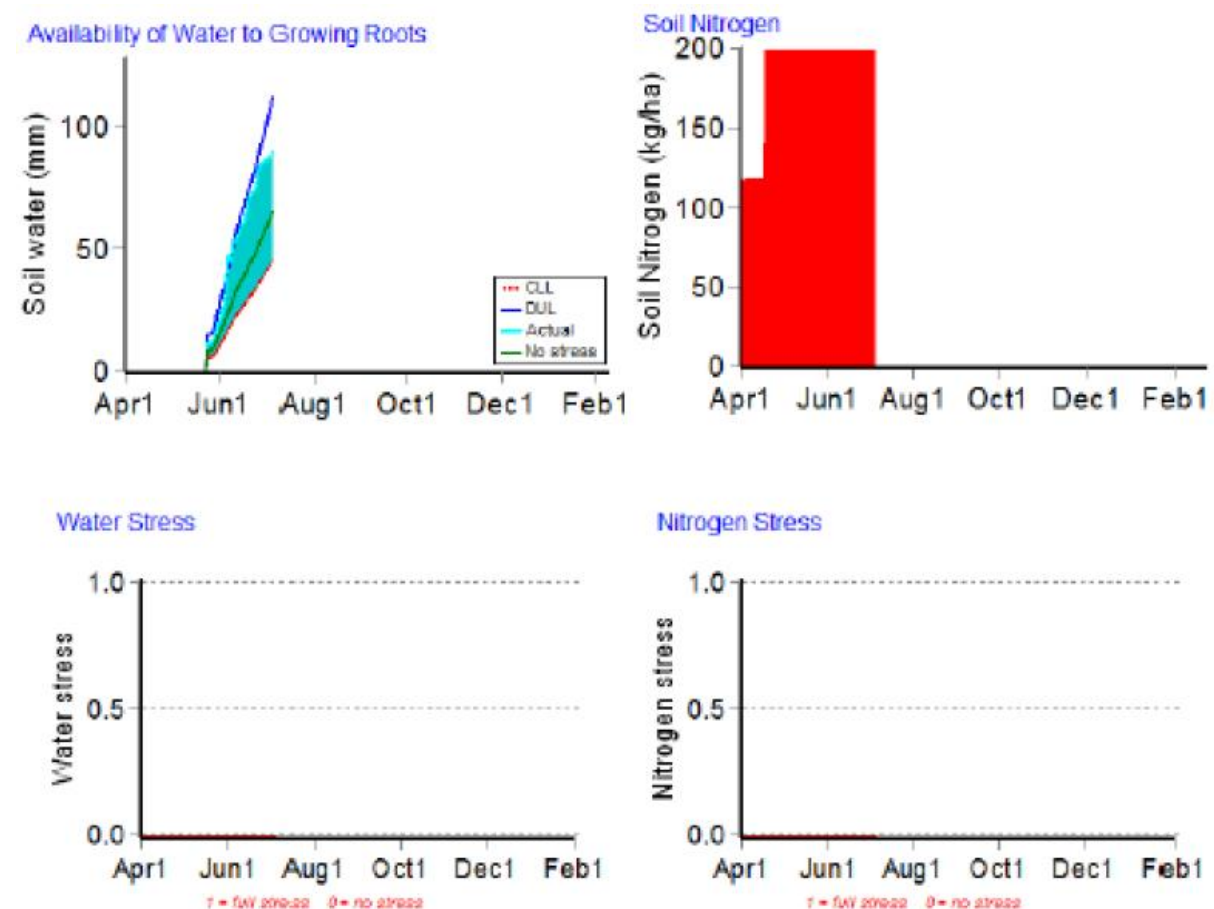 Availability of Water to Growing Roots
Soil water (mm)
100
50
0
Apr1 Jun1 Aug1 Oct1 Dec1 Feb1
CLL
DUL
Actual
No stress
Soil Nitrogen
Soil Nitrogen (kg/ha)
200
150
100
50
0
Apr1 Jun1 Aug1 Oct1 Dec1 Feb1
Water Stress
Water stress
1.0
0.5
0.0
Apr1 Jun1 Aug1 Oct1 Dec1 Feb1
1 = full stress 0 = no stress
Nitrogen Stress
Nitrogen stress
1.0
0.5
0.0
Apr1 Jun1 Aug1 Oct1 Dec1 Feb1
1 = full stress 0 = no stress